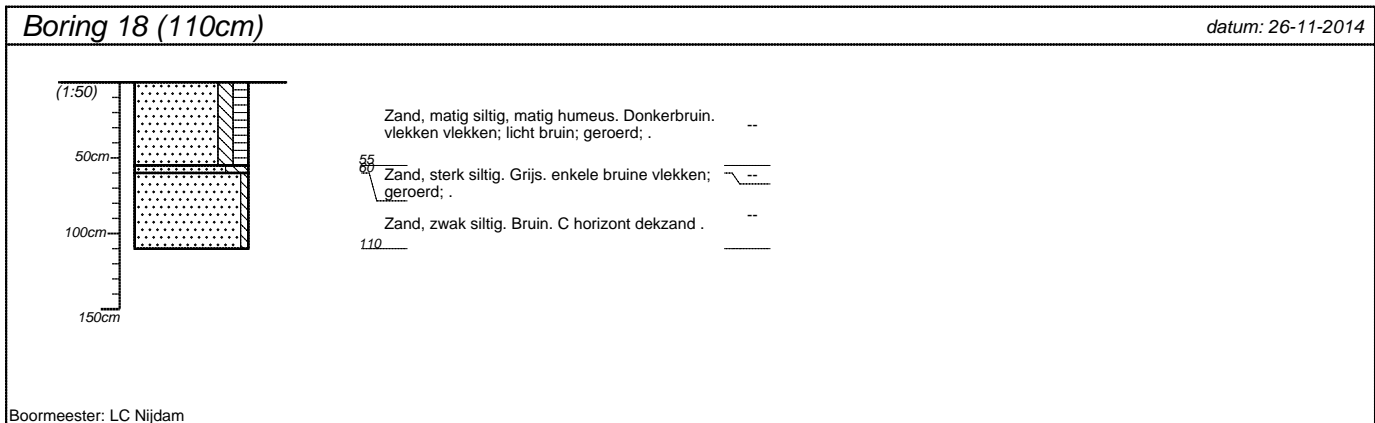 Boring 18 (110cm)
datum: 26-11-2014
(1:50)
50cm
100cm
150cm
Zand, matig siltig, matig humeus. Donkerbruin.
vlekken vlekken; licht bruin; geroerd; .
--
55
60
Zand, sterk siltig. Grijs. enkele bruine vlekken;
geroerd; .
--
Zand, zwak siltig. Bruin. C horizont dekzand .
--
110
Boormeester: LC Nijdam